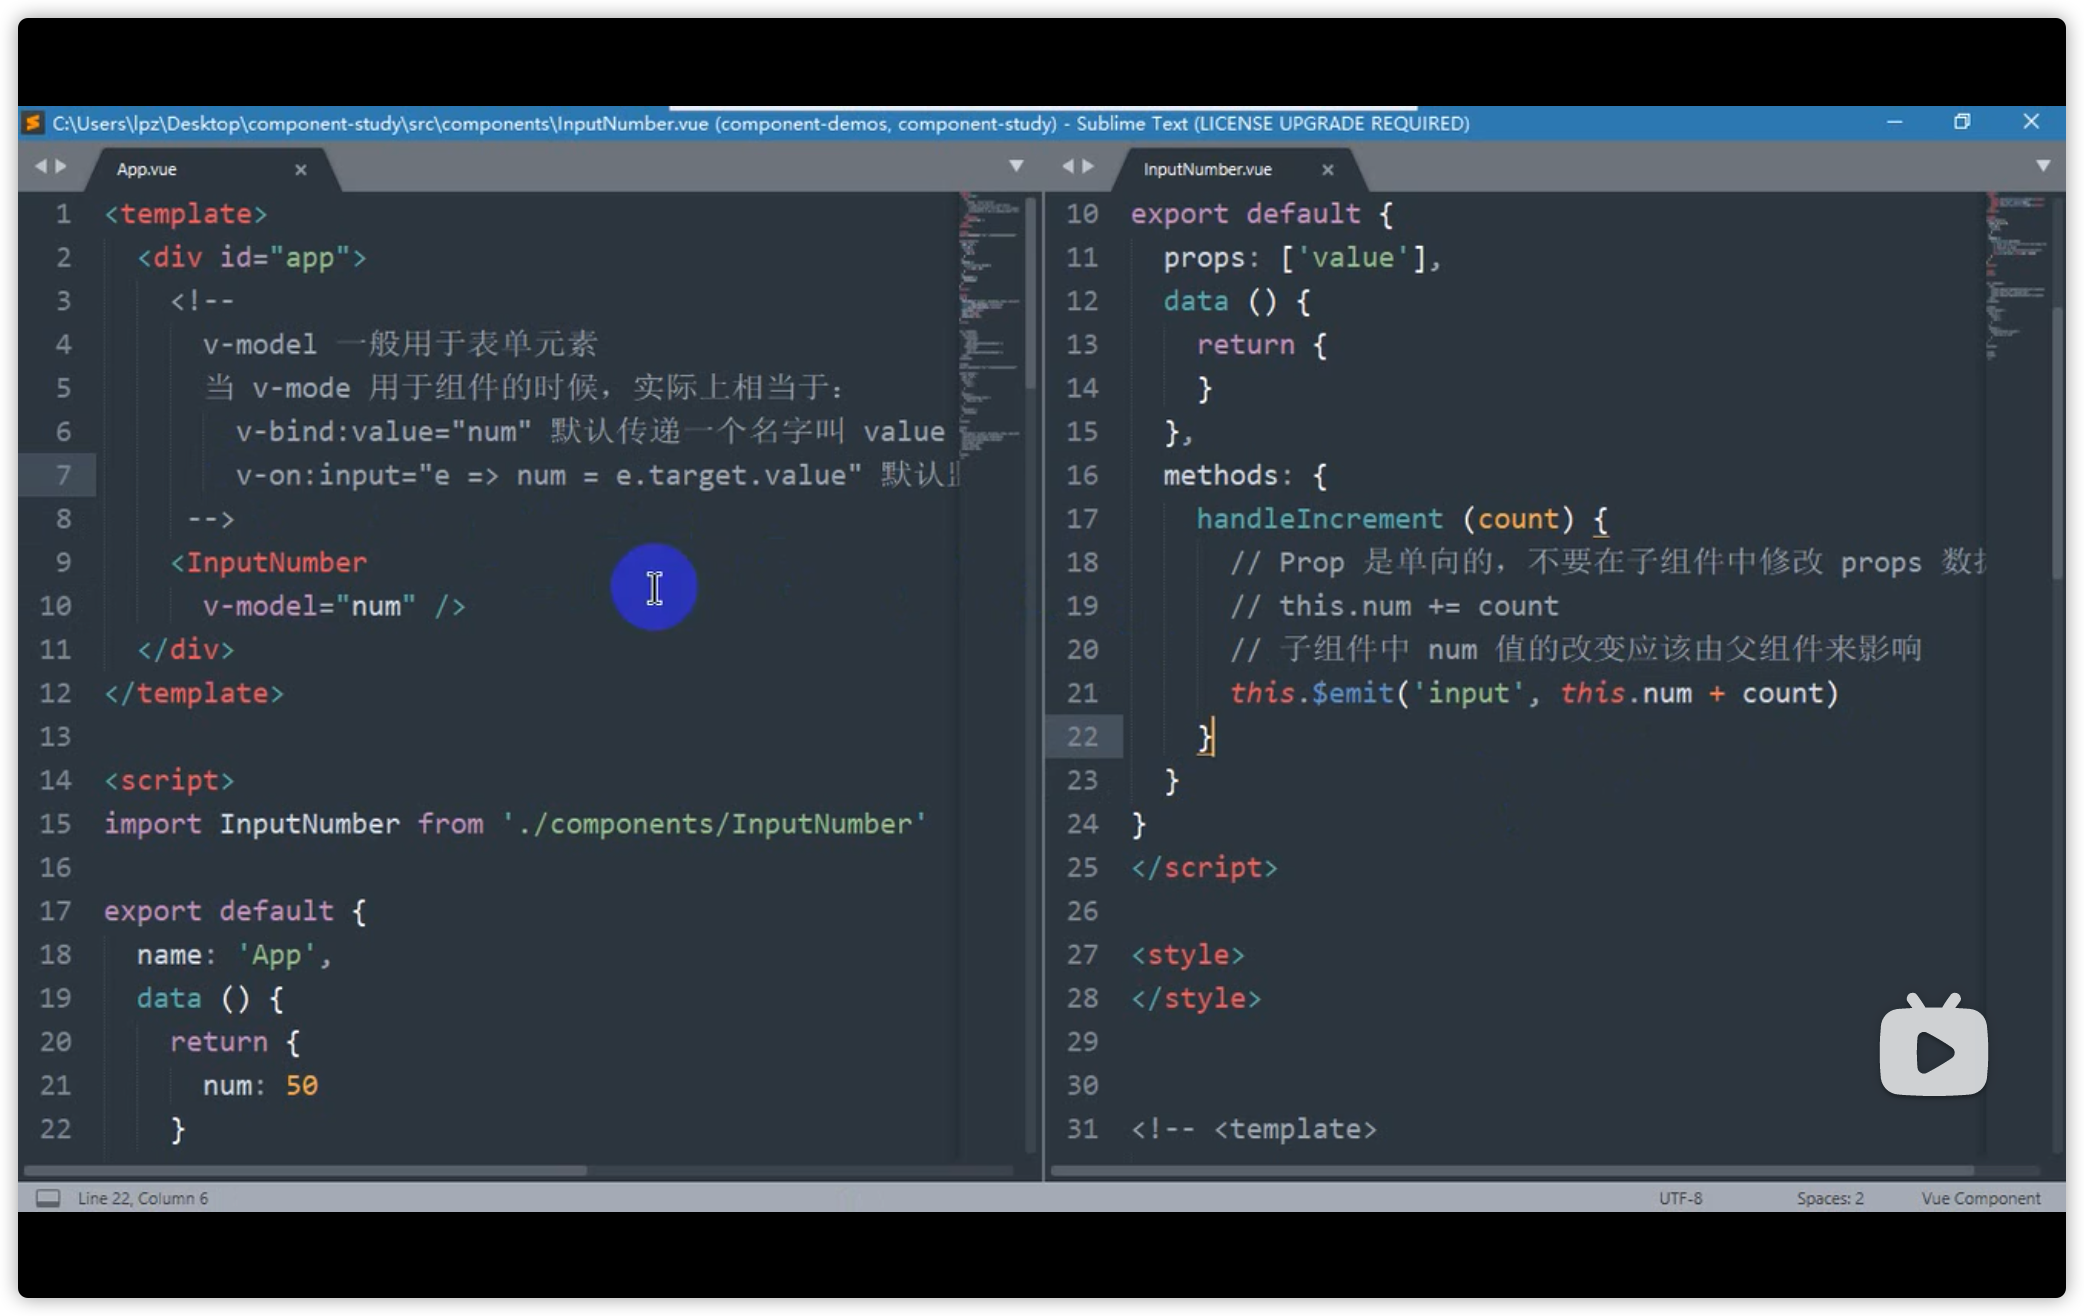 C:\Users\lpz\Desktop\component-study\src\components\InputNumber.vue (component-demos, component-study) - Sublime Text (LICENSE UPGRADE REQUIRED)
App.vue
1 <template>
2 <div id="app">
3 <!--
4 v-model 一般用于表单元素
5 当 v-mode 用于组件的时候，实际上相当于：
6 v-bind:value="num" 默认传递一个名字叫 value
7 v-on:input="e => num = e.target.value" 默认
8 -->
9 <InputNumber
10 v-model="num" />
11 </div>
12 </template>
13
14 <script>
15 import InputNumber from './components/InputNumber'
16
17 export default {
18 name: 'App',
19 data () {
20 return {
21 num: 50
22 }
InputNumber.vue
10 export default {
11 props: ['value'],
12 data () {
13 return {
14 }
15 },
16 methods: {
17 handleIncrement (count) {
18 // Prop 是单向的，不要在子组件中修改 props 数
19 // this.num += count
20 // 子组件中 num 值的改变应该由父组件来影响
21 this.$emit('input', this.num + count)
22 }
23 }
24 }
25 </script>
26
27 <style>
28 </style>
29
30
31 <!-- <template>
Line 22, Column 6
UTF-8
Spaces: 2
Vue Component